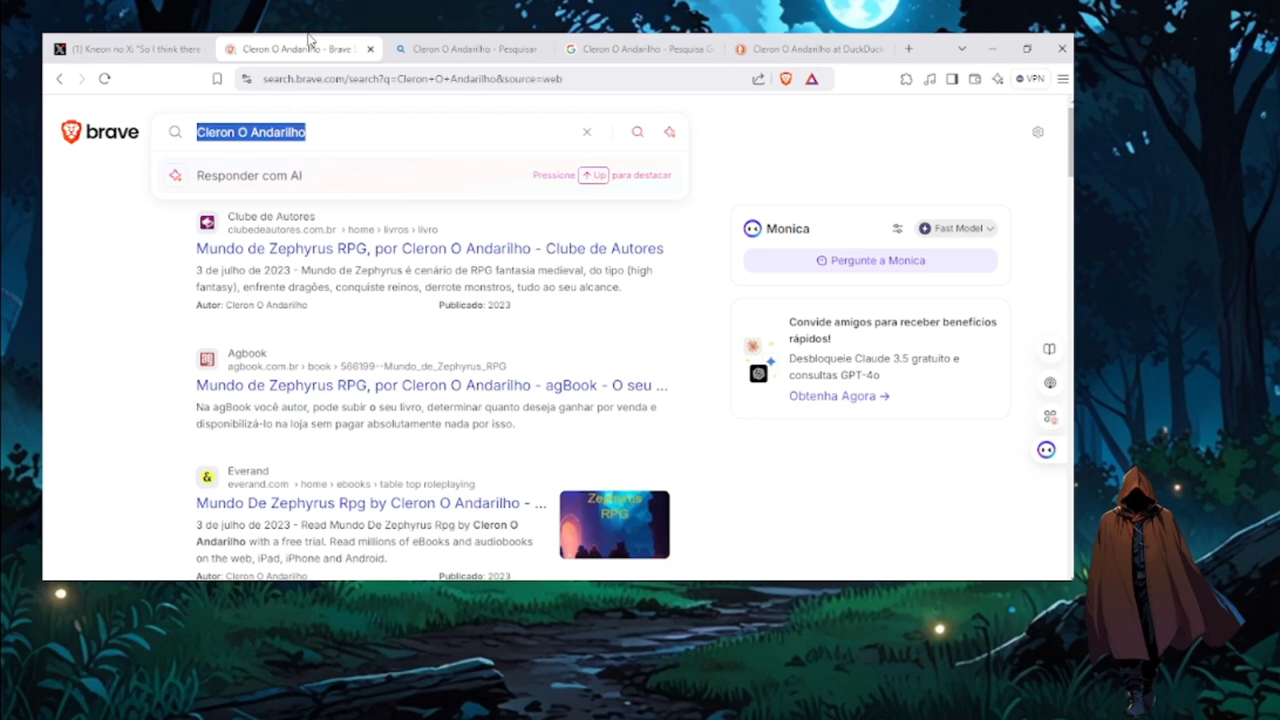 (1) Kneon no X: "So I think there
Cleron O Andarilho - Brave
Cleron O Andarilho - Pesquisar
Cleron O Andarilho - Pesquisa G
Cleron O Andarilho at DuckDuck
search.brave.com/search?q=Cleron+O+Andarilho&source=web
VPN
brave
Cleron O Andarilho
Responder com AI
Pressione Up para destacar
Clube de Autores
clubedeautores.com.br › home › livros › livro
Mundo de Zephyrus RPG, por Cleron O Andarilho - Clube de Autores
3 de julho de 2023 - Mundo de Zephyrus é cenário de RPG fantasia medieval, do tipo (high
fantasy), enfrente dragões, conquiste reinos, derrote monstros, tudo ao seu alcance.
Autor: Cleron O Andarilho
Publicado: 2023
Agbook
agbook.com.br › book › 566199--Mundo_de_Zephyrus_RPG
Mundo de Zephyrus RPG, por Cleron O Andarilho - agBook - O seu ...
Na agBook você autor, pode subir o seu livro, determinar quanto deseja ganhar por venda e
disponibilizá-lo na loja sem pagar absolutamente nada por isso.
Everand
everand.com › home › ebooks › table top roleplaying
Mundo De Zephyrus Rpg by Cleron O Andarilho - ...
3 de julho de 2023 - Read Mundo De Zephyrus Rpg by Cleron O
Andarilho with a free trial. Read millions of eBooks and audiobooks
on the web, iPad, iPhone and Android.
Autor: Cleron O Andarilho
Publicado: 2023
Zephyrus
RPG
Monica
Fast Model
Pergunte a Monica
Convide amigos para receber benefícios
rápidos!
Desbloqueie Claude 3.5 gratuito e
consultas GPT-4o
Obtenha Agora →